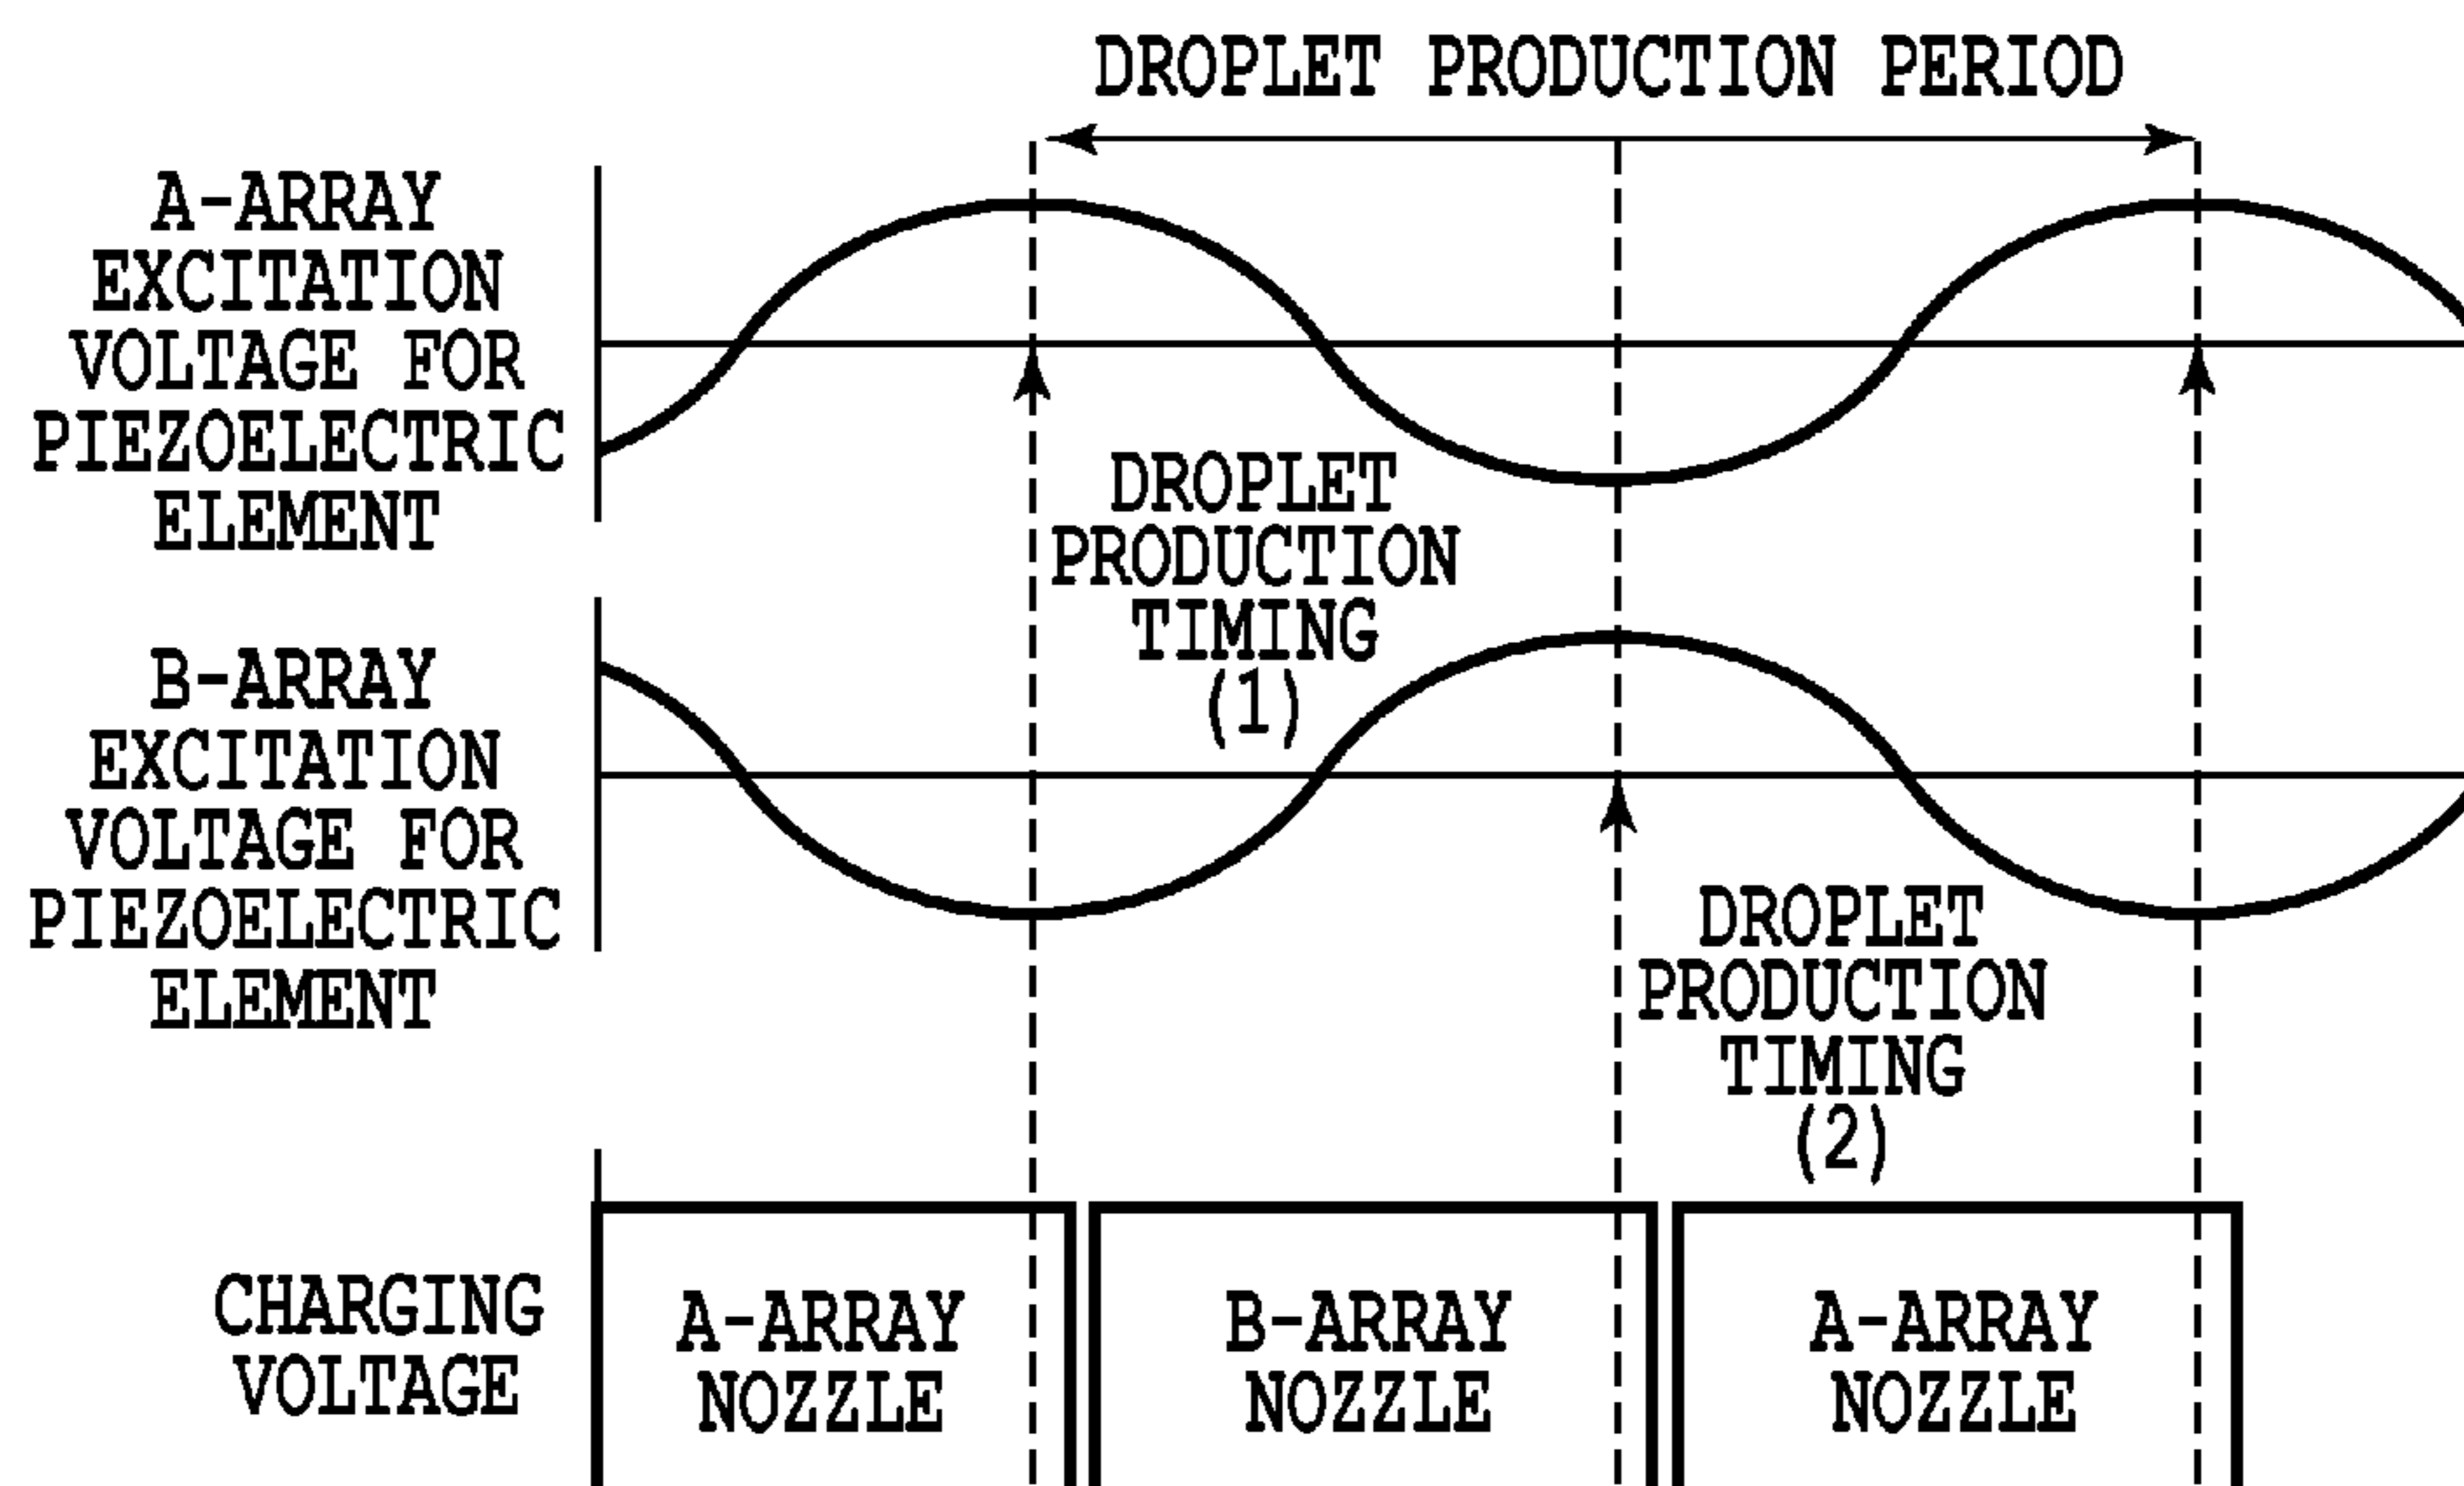 DROPLET PRODUCTION PERIOD
A-ARRAY
EXCITATION
VOLTAGE FOR
PIEZOELECTRIC
ELEMENT
DROPLET
PRODUCTION
TIMING
(1)
B-ARRAY
EXCITATION
VOLTAGE FOR
PIEZOELECTRIC
ELEMENT
DROPLET
PRODUCTION
TIMING
(2)
CHARGING
VOLTAGE
A-ARRAY
NOZZLE
B-ARRAY
NOZZLE
A-ARRAY
NOZZLE